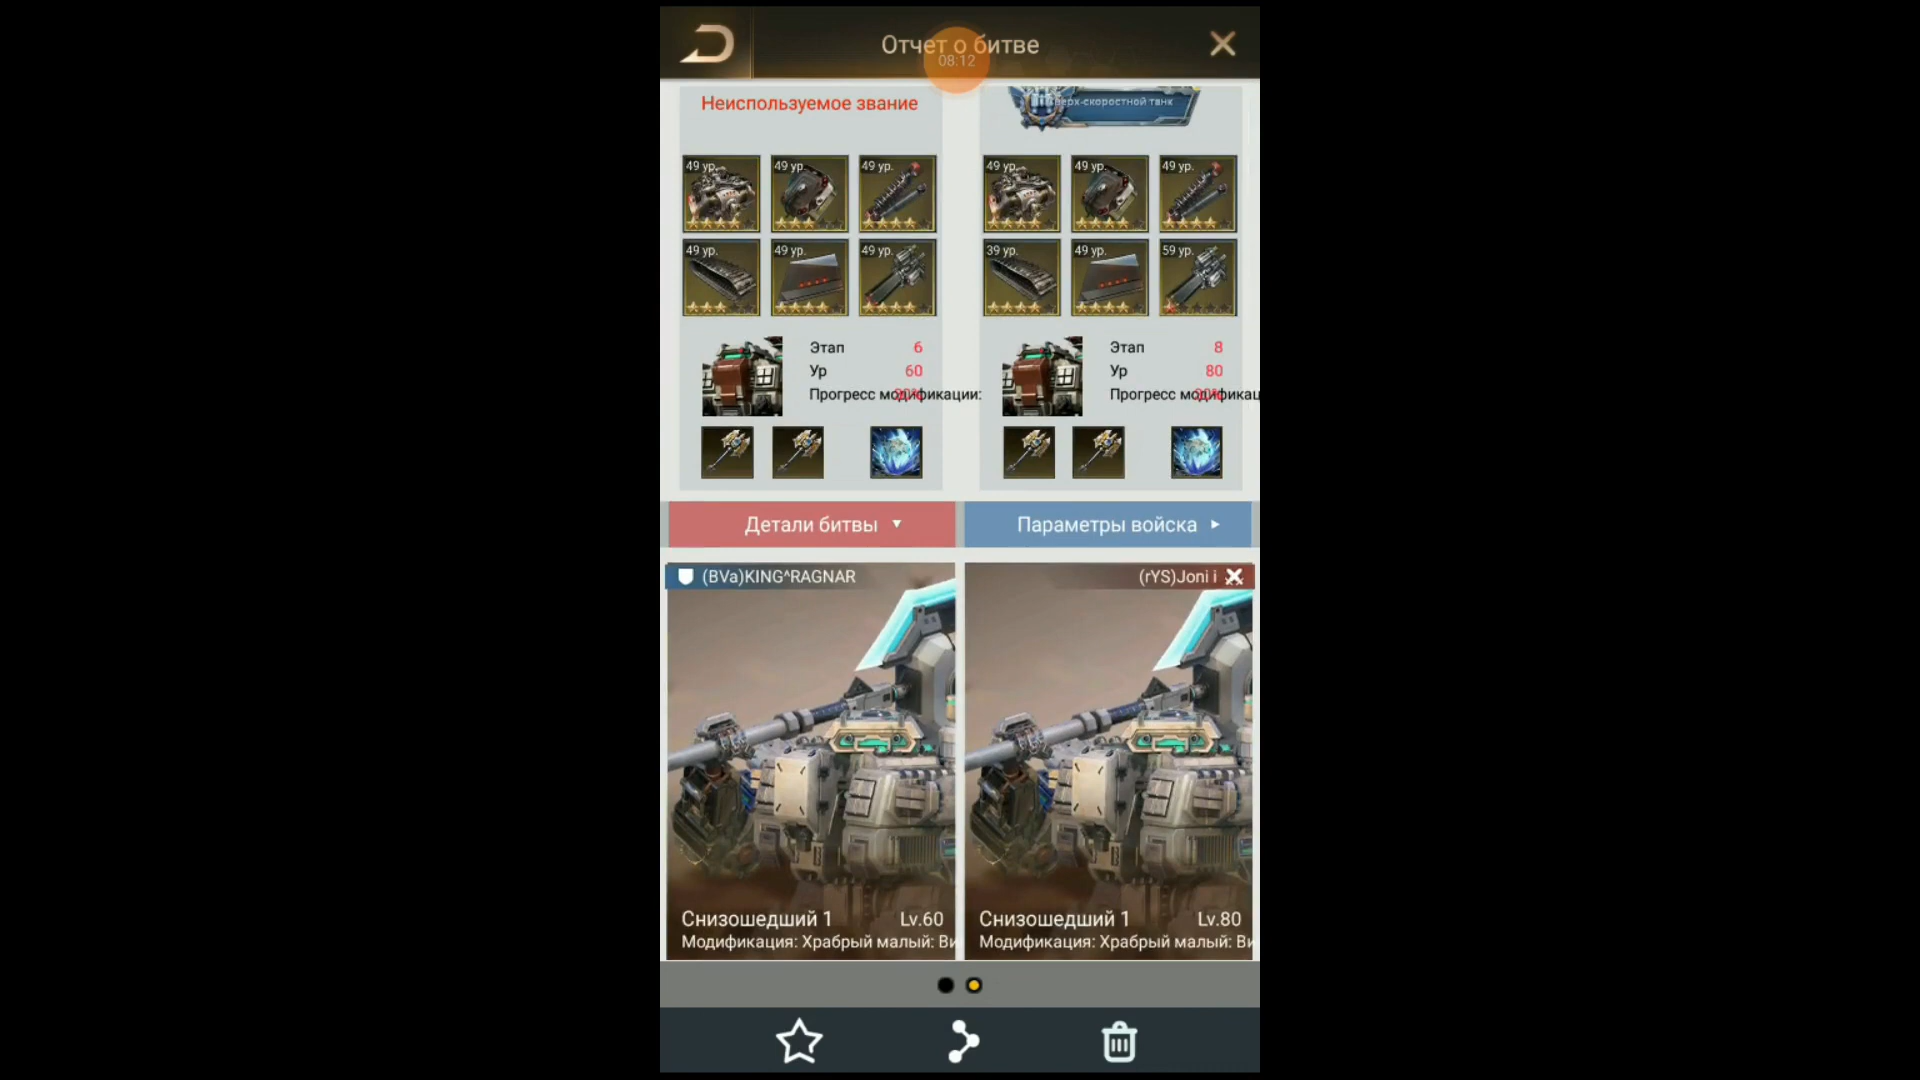 Отчет о битве
08:12
Неиспользуемое звание
рх-скоростной танк
49 ур. 49 ур. 49 ур. 49 ур. 49 ур. 49 ур.
49 ур. 49 ур. 49 ур. 39 ур. 49 ур. 59 ур.
Этап 6 Этап 8
Ур 60 Ур 80
Прогресс модификации: Прогресс модификац
Детали битвы Параметры войска
(BVa)KING^RAGNAR (rYS)Joni i
Снизошедший 1 Lv.60 Снизошедший 1 Lv.80
Модификация: Храбрый малый: Ви Модификация: Храбрый малый: Ви